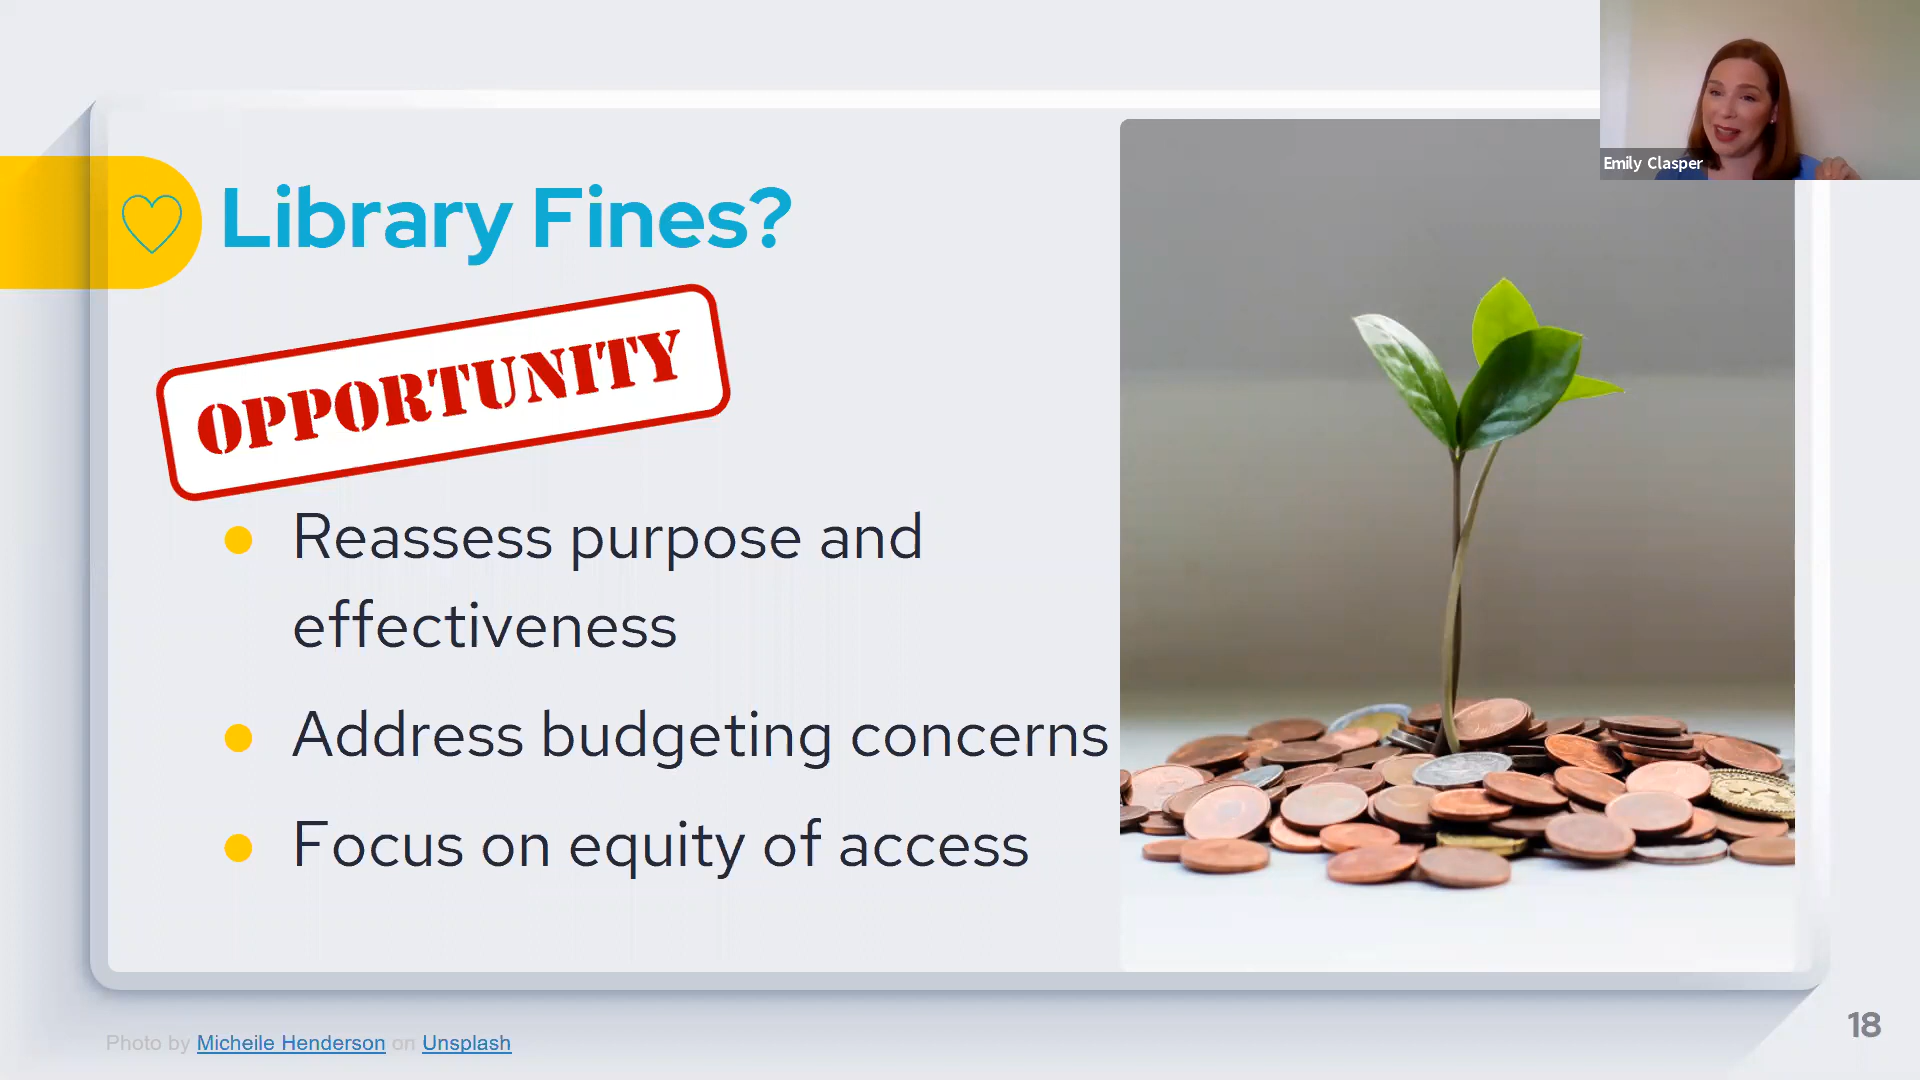 Emily Clasper
Library Fines?
OPPORTUNITY
Reassess purpose and
effectiveness
Address budgeting concerns
Focus on equity of access
Photo by Micheile Henderson on Unsplash
18